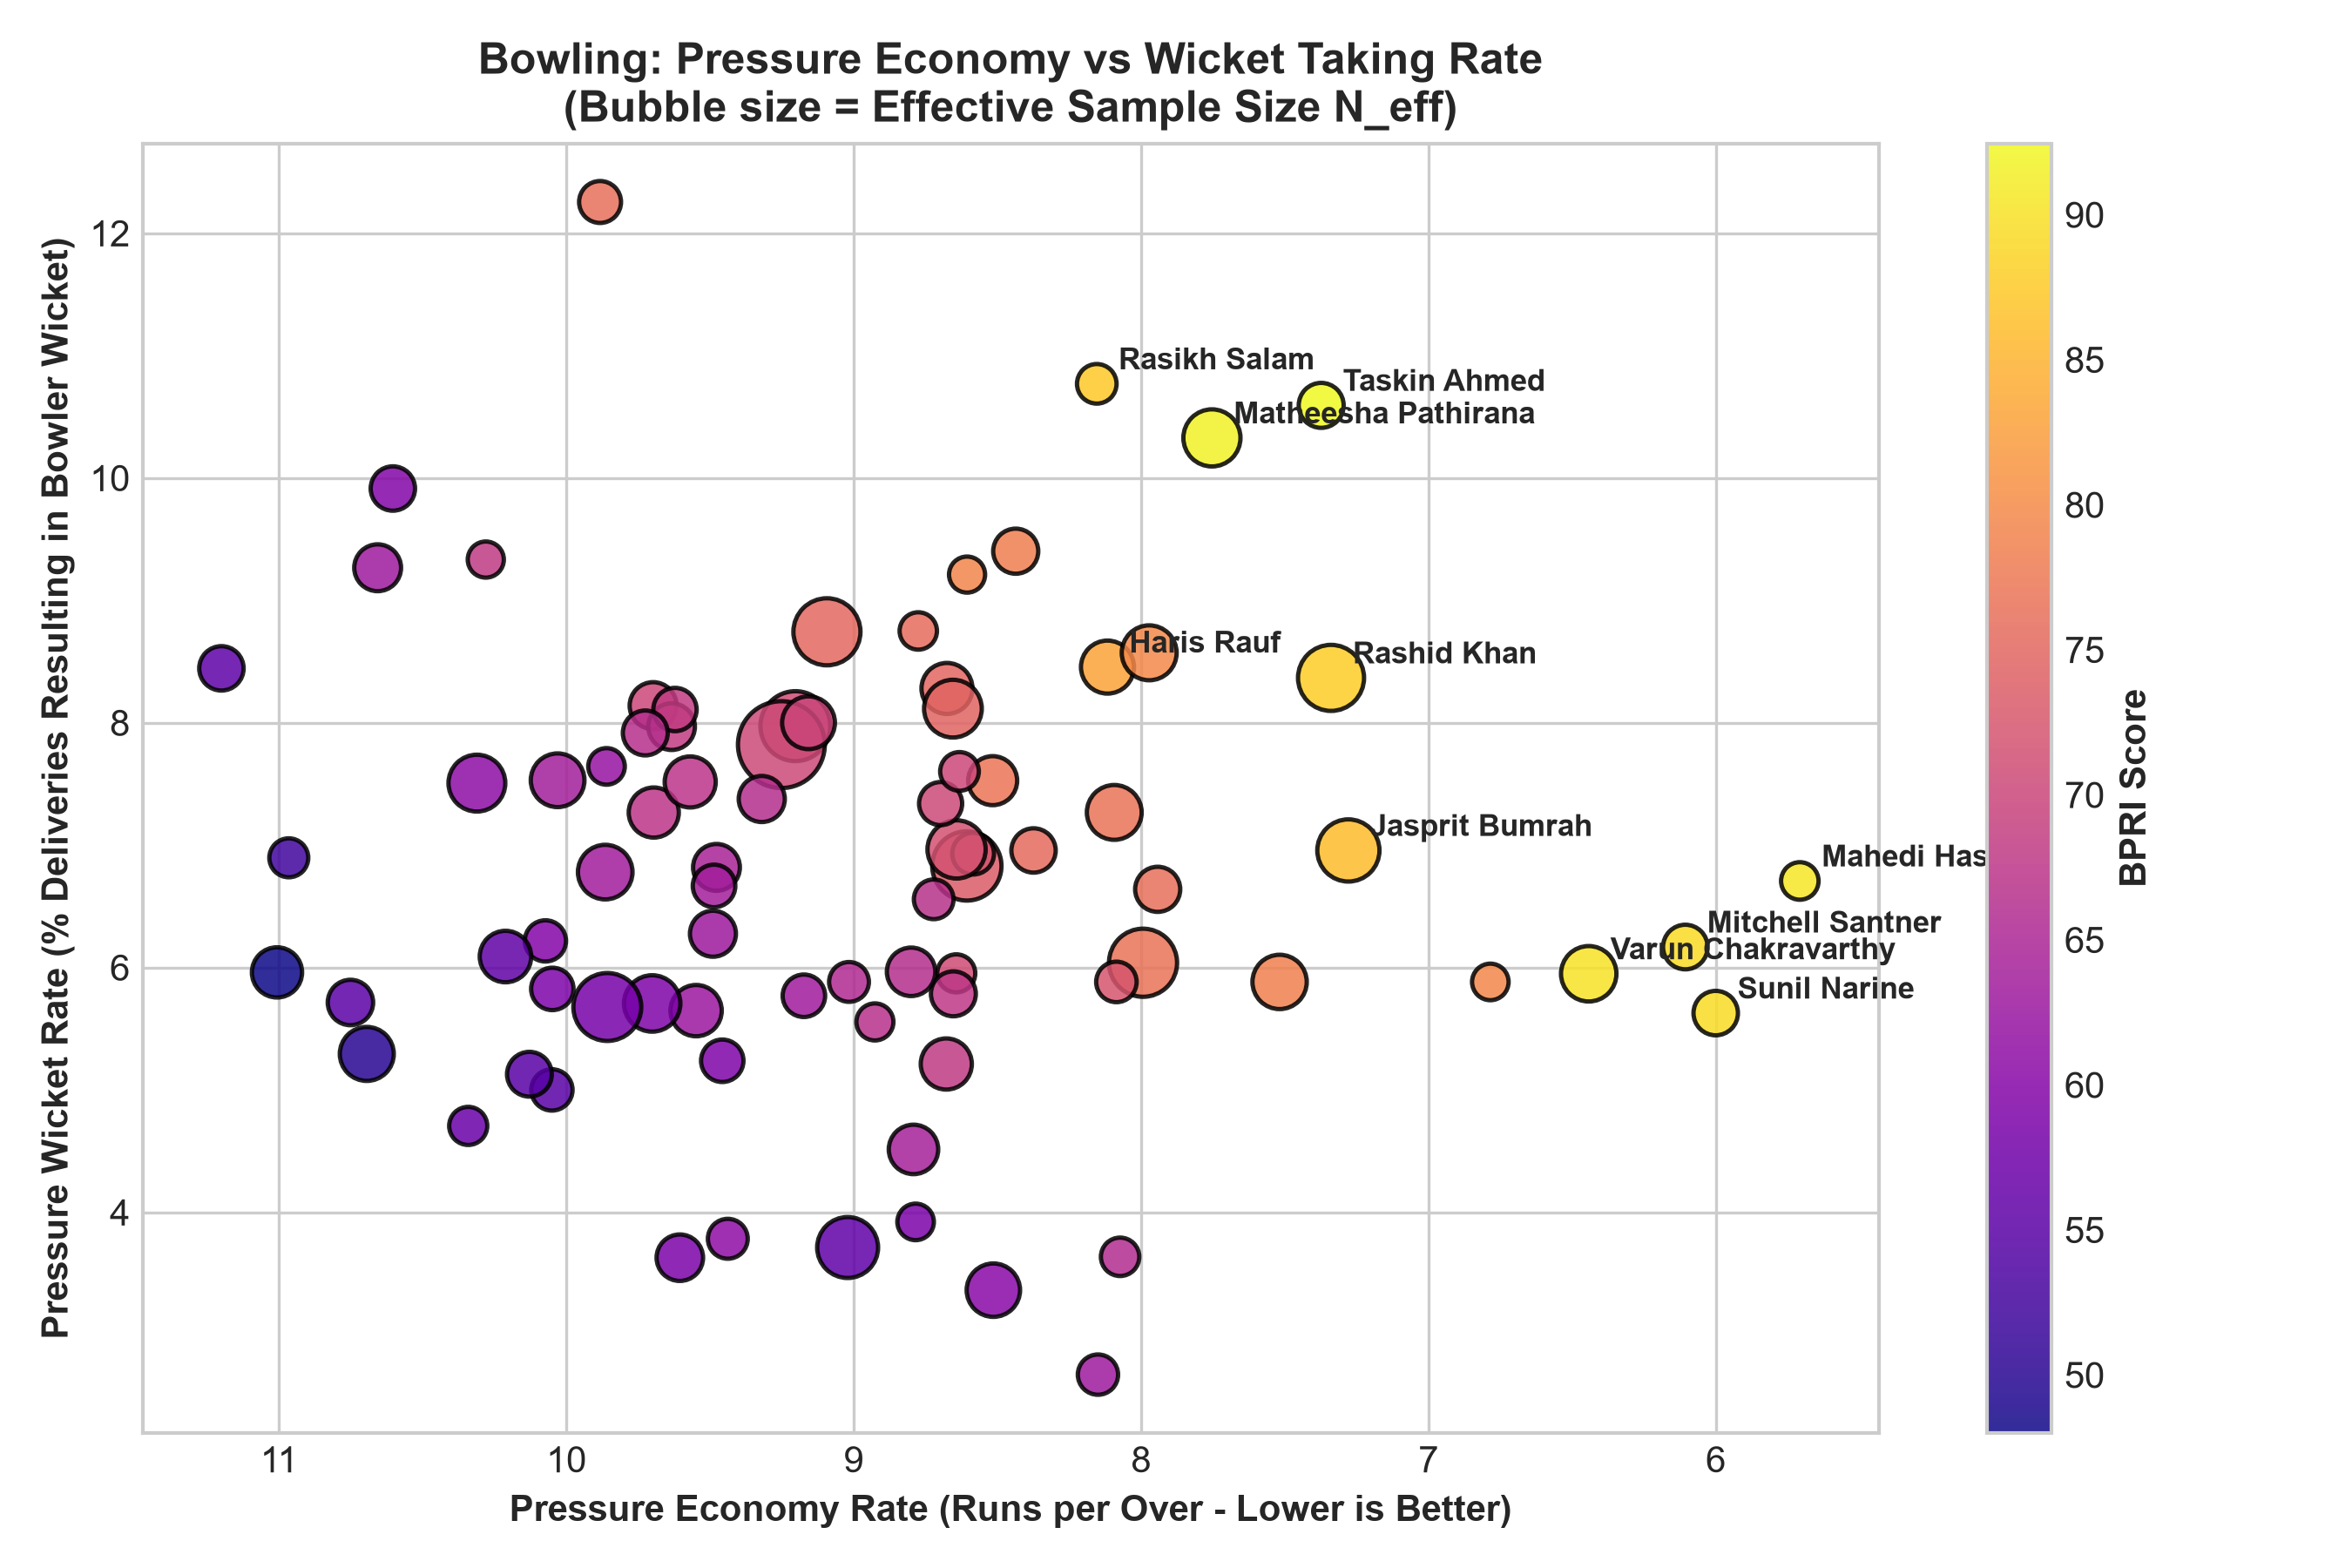 Bowling: Pressure Economy vs Wicket Taking Rate
(Bubble size = Effective Sample Size N_eff)
Pressure Wicket Rate (% Deliveries Resulting in Bowler Wicket)
12
10
8
6
4
Rasikh Salam
Taskin Ahmed
Matheesha Pathirana
Haris Rauf
Rashid Khan
Jasprit Bumrah
Mahedi Has
Mitchell Santner
Varun Chakravarthy
Sunil Narine
11
10
9
8
7
6
Pressure Economy Rate (Runs per Over - Lower is Better)
90
85
80
75
70
65
60
55
50
BPRI Score